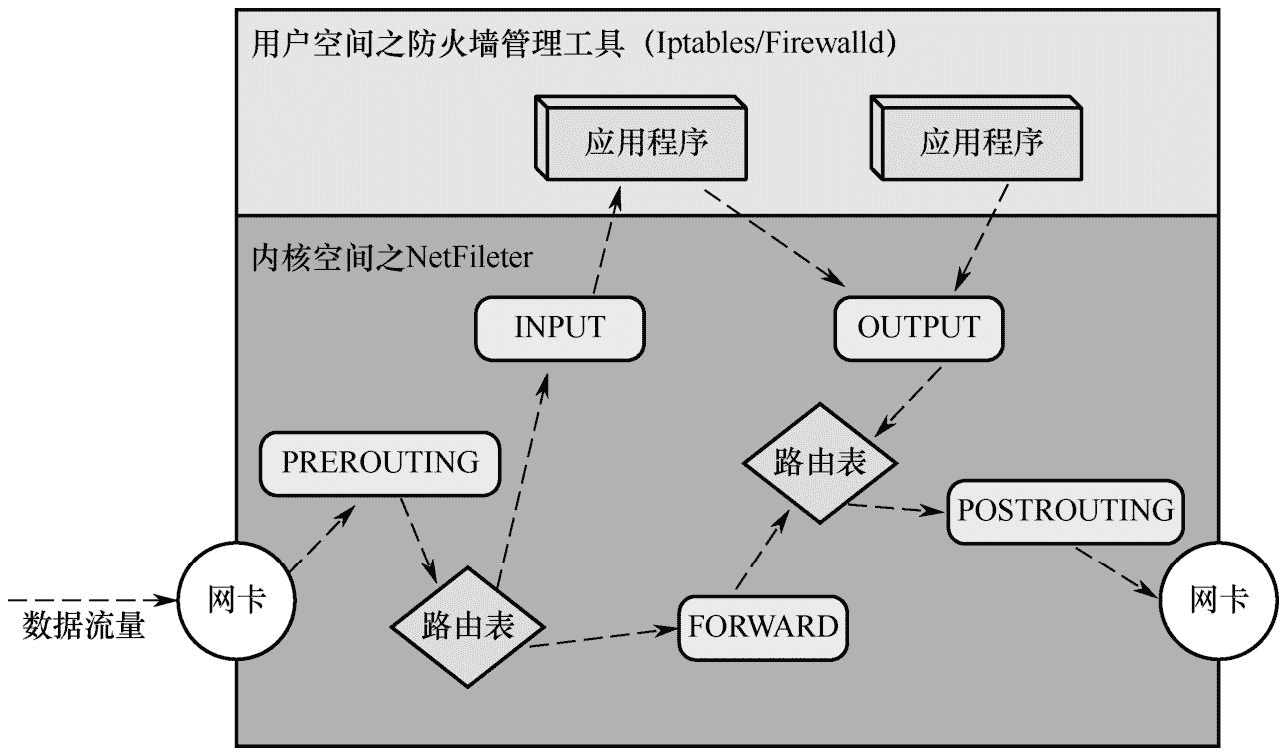 用户空间之防火墙管理工具（Iptables/Firewalld）
应用程序
应用程序
内核空间之NetFileter
INPUT
OUTPUT
PREROUTING
路由表
POSTROUTING
网卡
数据流量
路由表
FORWARD
网卡